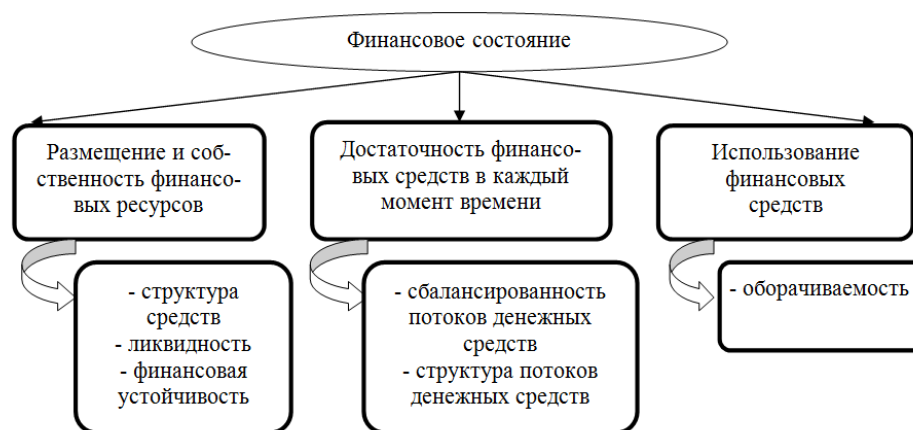 Финансовое состояние
Размещение и соб-
ственность финансо-
вых ресурсов
Достаточность финансо-
вых средств в каждый
момент времени
Использование
финансовых
средств
- структура
средств
- ликвидность
- финансовая
устойчивость
- сбалансированность
потоков денежных
средств
- структура потоков
денежных средств
- оборачиваемость